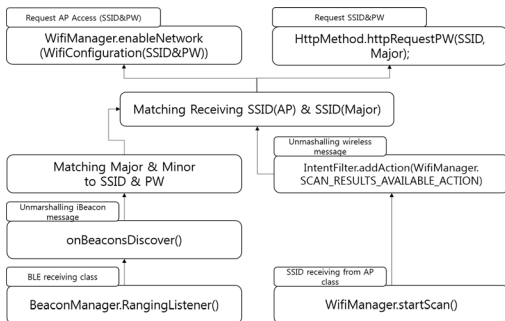 Request AP Access (SSID&PW)
WifiManager.enableNetwork
(WifiConfiguration(SSID&PW))
Request SSID&PW
HttpMethod.httpRequestPW(SSID,
Major);
Matching Receiving SSID(AP) & SSID(Major)
Matching Major & Minor
to SSID & PW
Unmashalling wireless
message
IntentFilter.addAction(WifiManager.
SCAN_RESULTS_AVAILABLE_ACTION)
Unmarshalling iBeacon
message
onBeaconsDiscover()
BLE receiving class
BeaconManager.RangingListener()
SSID receiving from AP
class
WifiManager.startScan()